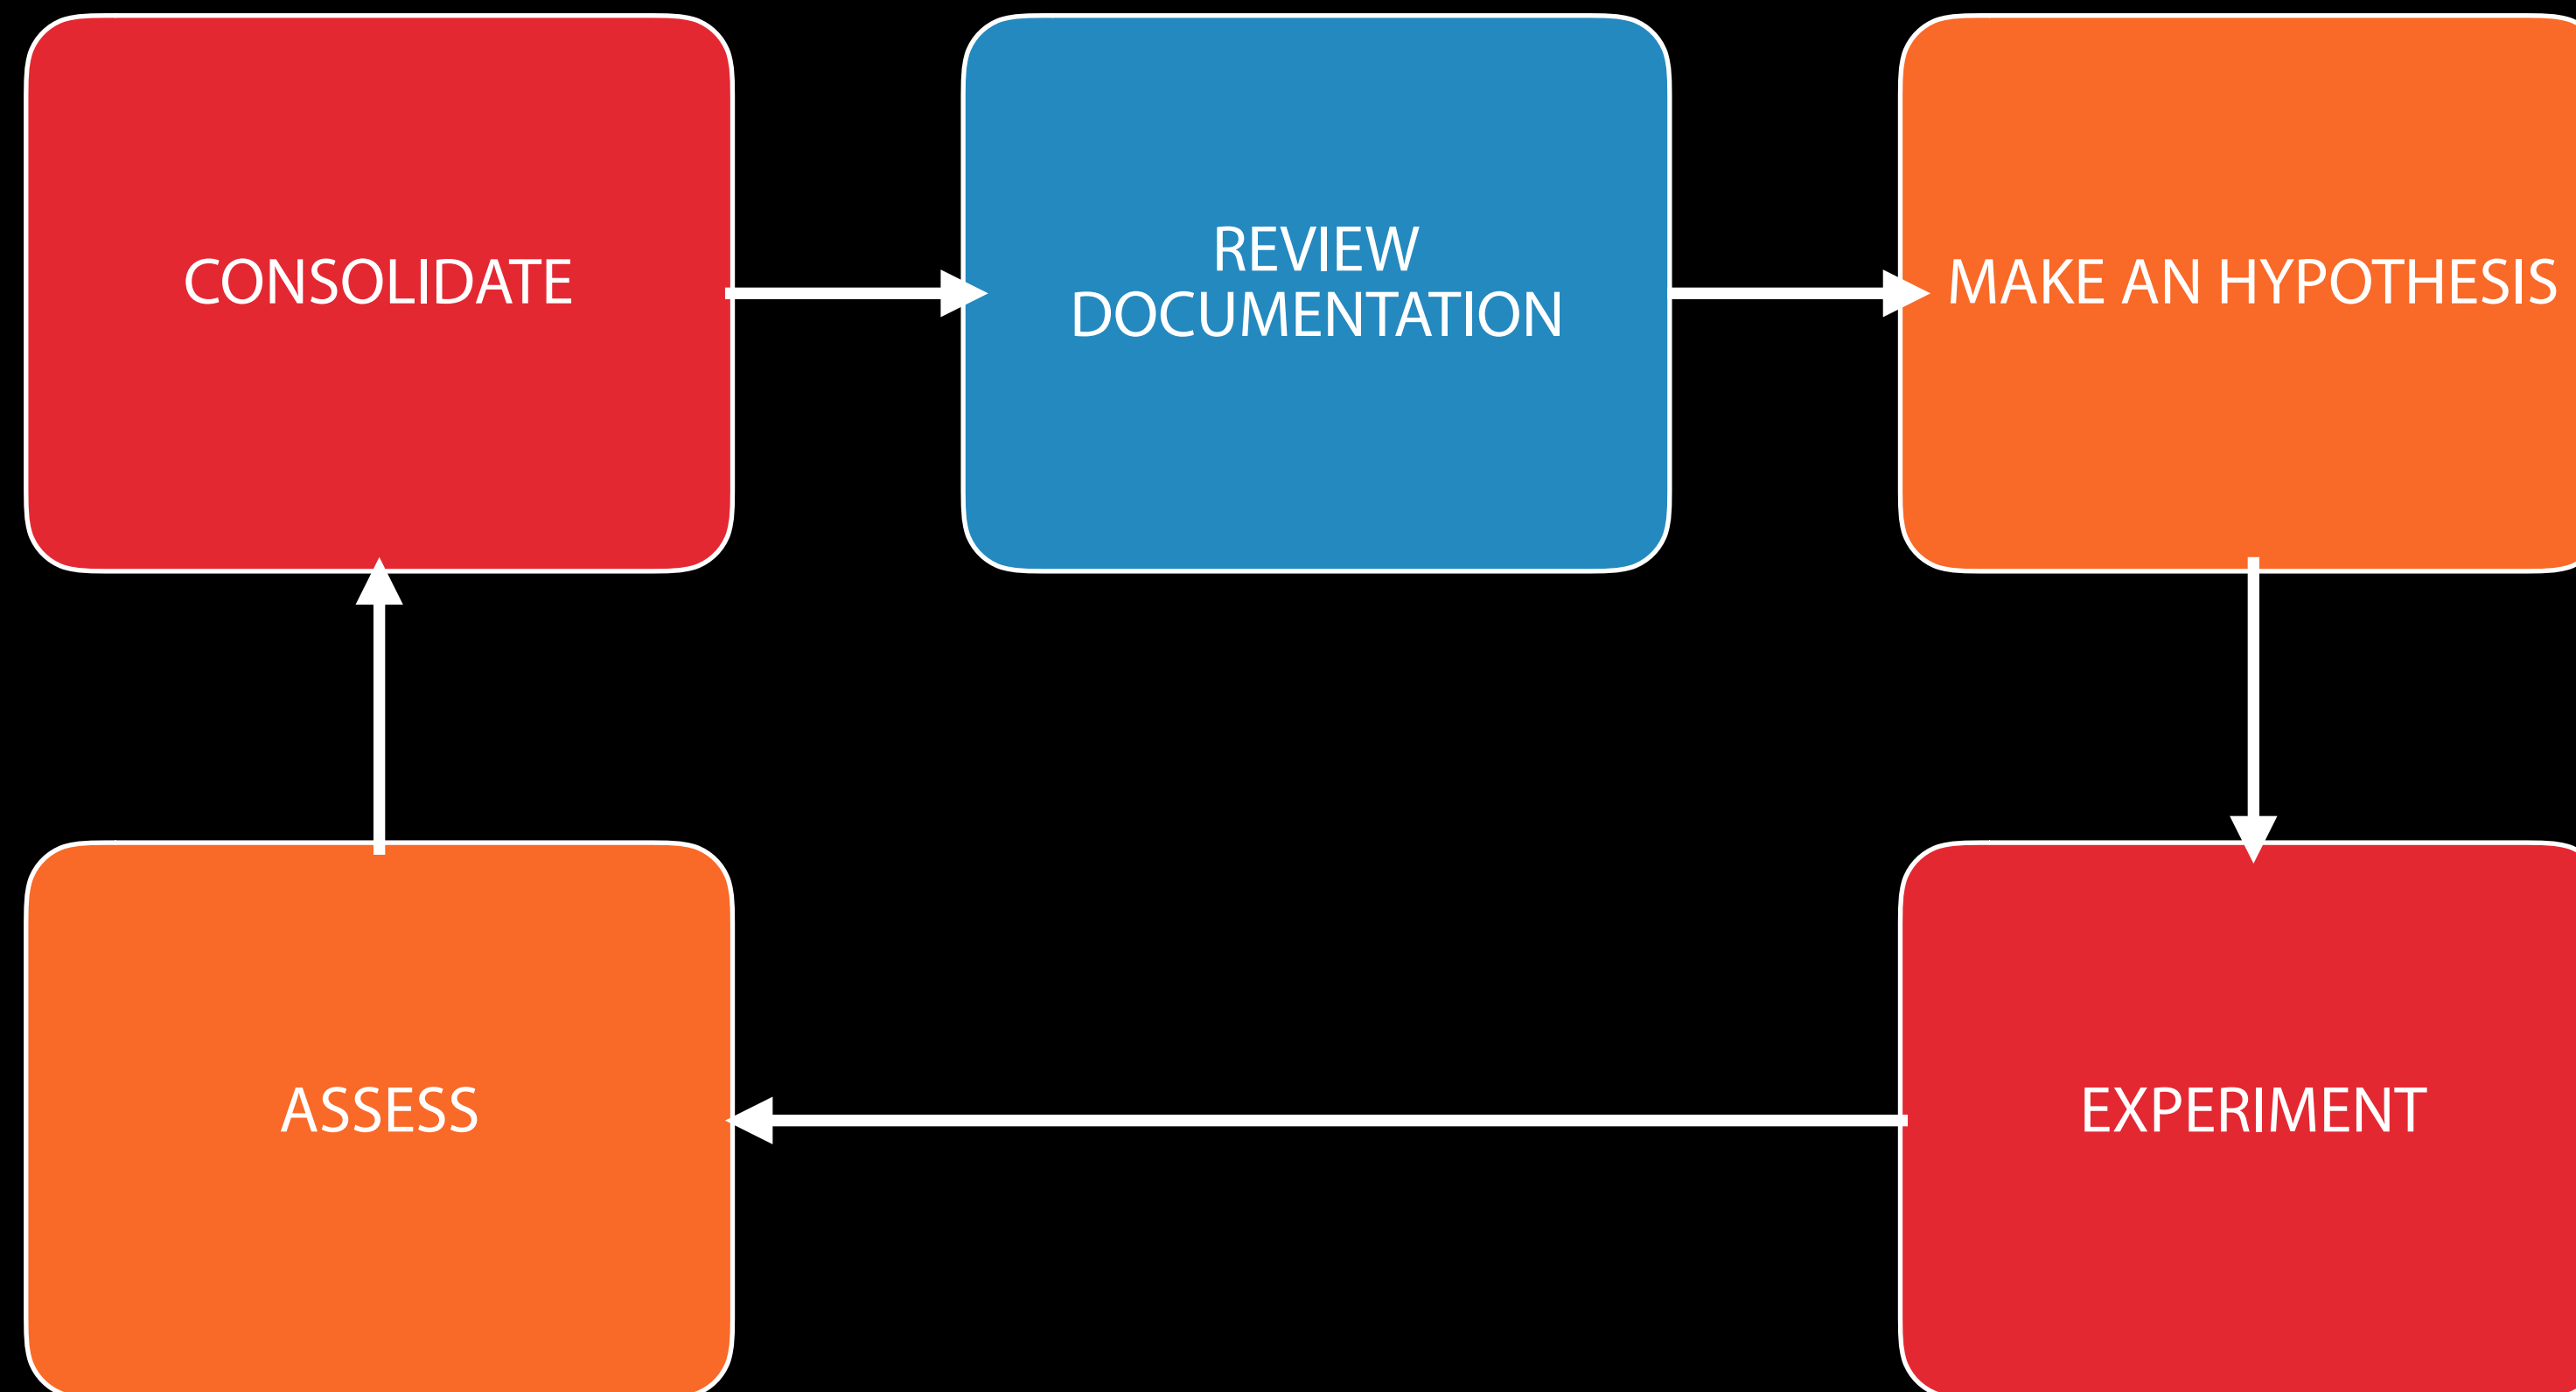 CONSOLIDATE
REVIEW
DOCUMENTATION
MAKE AN HYPOTHESIS
ASSESS
EXPERIMENT